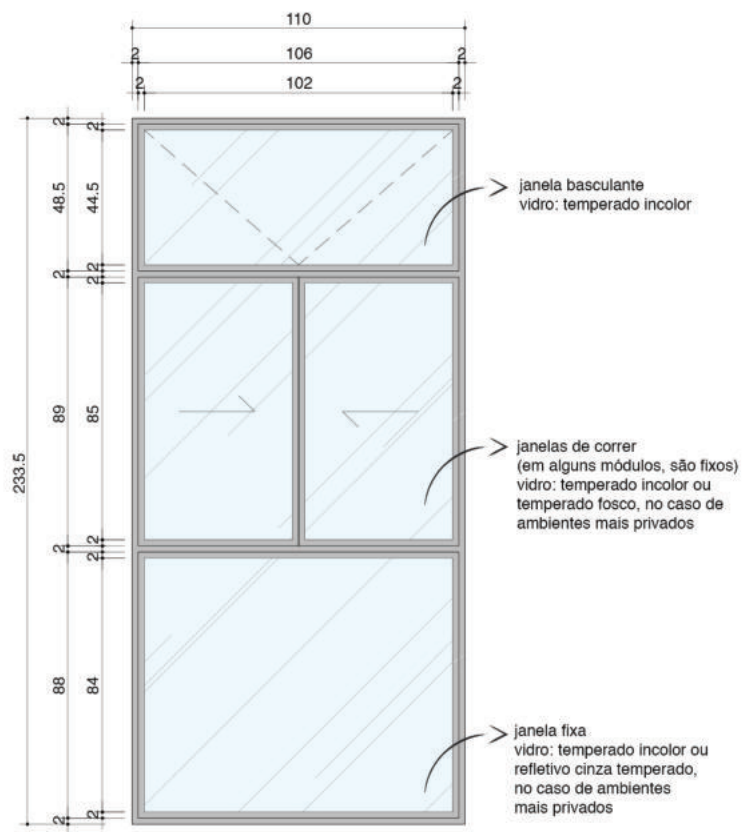 110
2 106 2
2 102 2
2 2
48.5 44.5
2 2
janela basculante
vidro: temperado incolor
2
89 85
233.5
janelas de correr
(em alguns módulos, são fixos)
vidro: temperado incolor ou
temperado fosco, no caso de
ambientes mais privados
2 2
2
88 84
janela fixa
vidro: temperado incolor ou
refletivo cinza temperado,
no caso de ambientes
mais privados
2 2